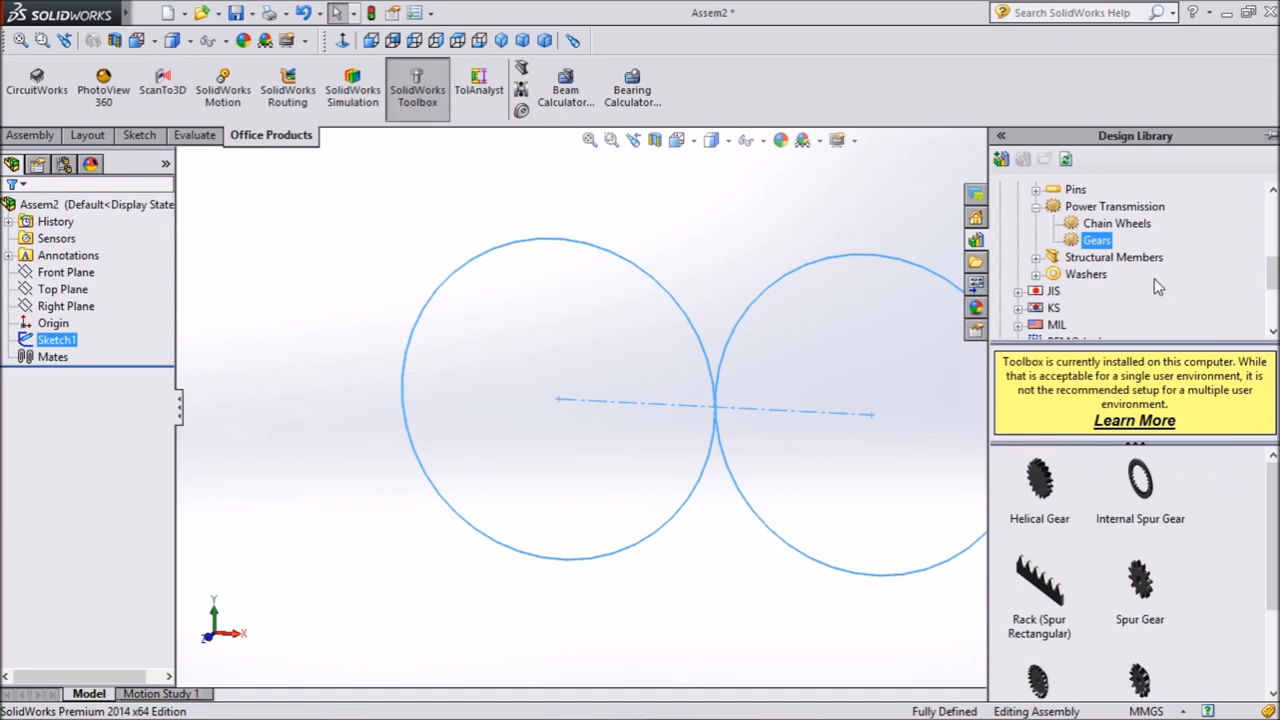 SOLIDWORKS
Assem2 *
Search SolidWorks Help
CircuitWorks
PhotoView
360
ScanTo3D
SolidWorks
Motion
SolidWorks
Routing
SolidWorks
Simulation
SolidWorks
Toolbox
TolAnalyst
Beam
Calculator...
Bearing
Calculator...
Assembly
Layout
Sketch
Evaluate
Office Products
Assem2 (Default<Display State
History
Sensors
Annotations
Front Plane
Top Plane
Right Plane
Origin
Sketch1
Mates
Y
X
Z
Design Library
Pins
Power Transmission
Chain Wheels
Gears
Structural Members
Washers
JIS
KS
MIL
Toolbox is currently installed on this computer. While
that is acceptable for a single user environment, it is
not the recommended setup for a multiple user
environment.
Learn More
Helical Gear
Internal Spur Gear
Rack (Spur
Rectangular)
Spur Gear
Model
Motion Study 1
SolidWorks Premium 2014 x64 Edition
Fully Defined
Editing Assembly
MMGS